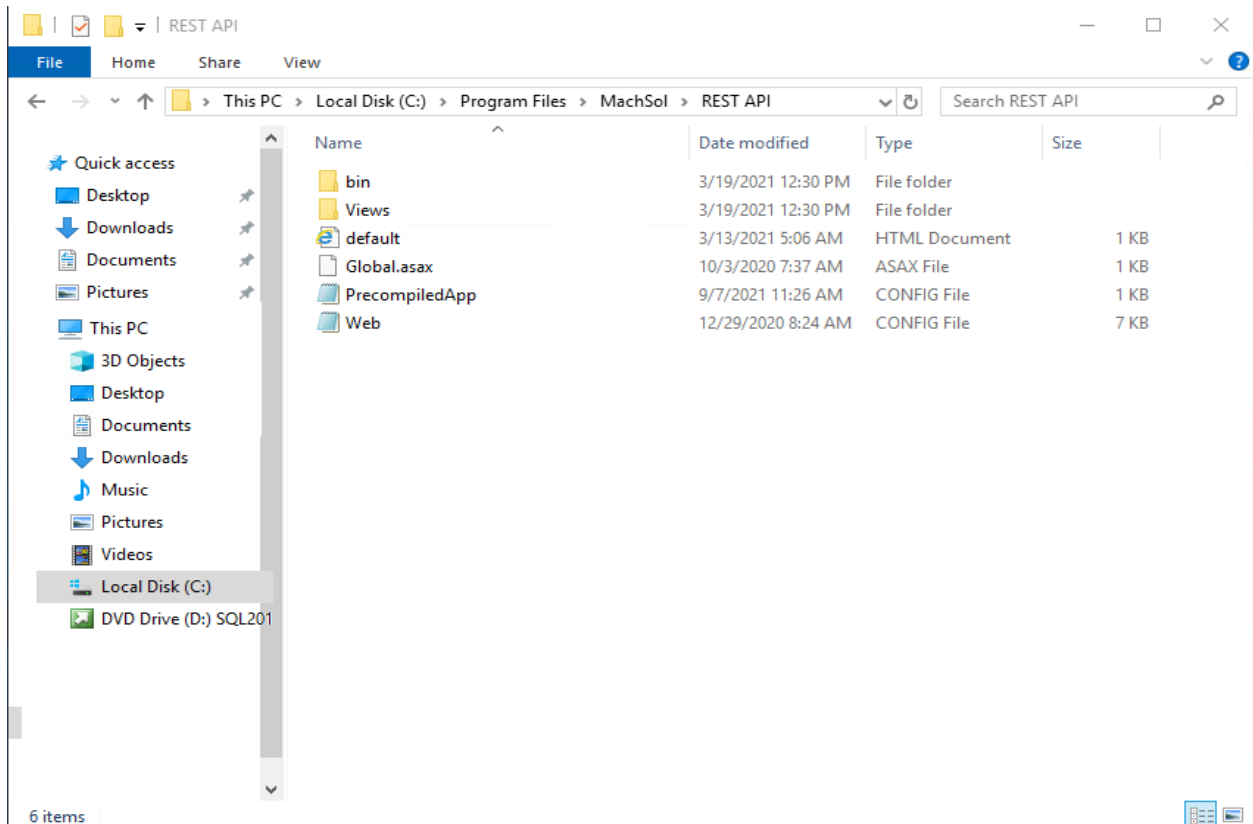 REST API
File Home Share View
This PC Local Disk (C:) Program Files MachSol REST API Search REST API
Quick access
Desktop
Downloads
Documents
Pictures
This PC
3D Objects
Desktop
Documents
Downloads
Music
Pictures
Videos
Local Disk (C:)
DVD Drive (D:) SQL201
Name Date modified Type Size
bin 3/19/2021 12:30 PM File folder
Views 3/19/2021 12:30 PM File folder
default 3/13/2021 5:06 AM HTML Document 1 KB
Global.asax 10/3/2020 7:37 AM ASAX File 1 KB
PrecompiledApp 9/7/2021 11:26 AM CONFIG File 1 KB
Web 12/29/2020 8:24 AM CONFIG File 7 KB
6 items